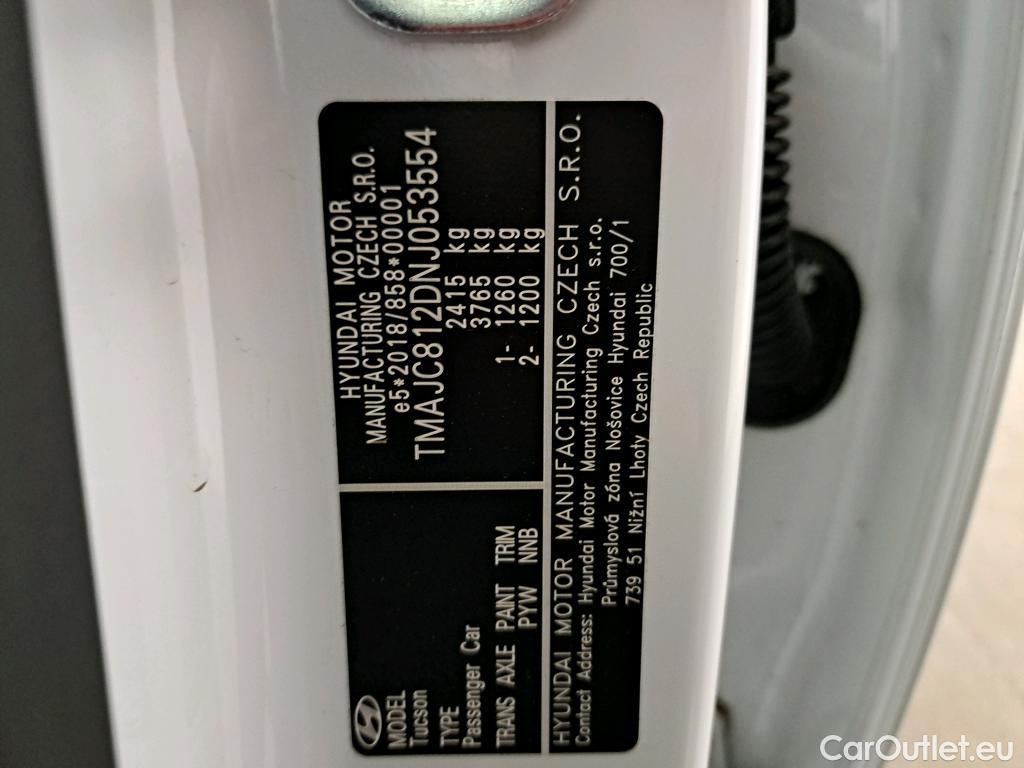 HYUNDAI MOTOR
MANUFACTURING CZECH S.R.O.
e5*2018/858*00001
TMAJC812DNJ053554
2415 kg
3765 kg
1- 1260 kg
2- 1200 kg
MODEL
Tucson
TYPE
Passenger Car
TRANS AXLE PAINT TRIM
PYW NNB
HYUNDAI MOTOR MANUFACTURING CZECH S.R.O.
Contact Address: Hyundai Motor Manufacturing Czech s.r.o.
Průmyslová zóna Nošovice Hyundai 700/1
739 51 Nižní Lhoty Czech Republic
CarOutlet.eu